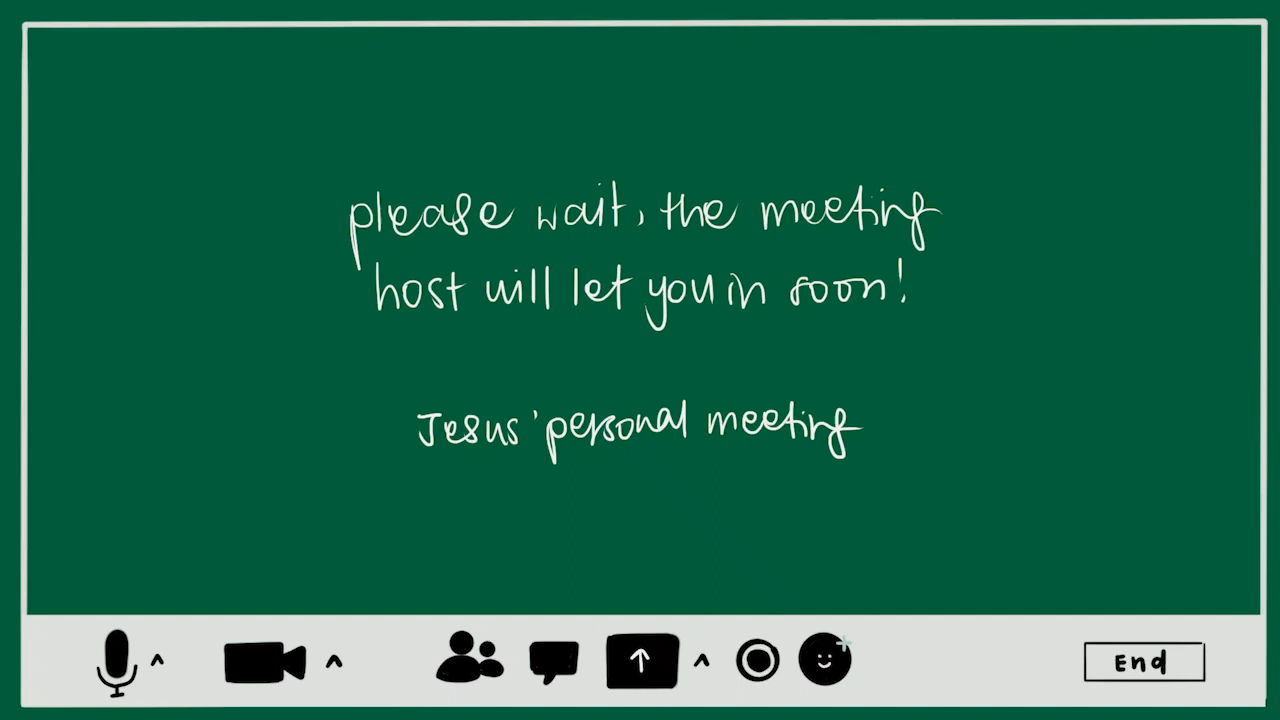 please wait, the meeting
host will let you in soon!
Jesus' personal meeting
End